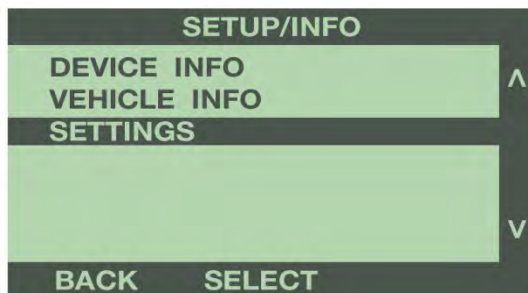 SETUP/INFO
DEVICE INFO
VEHICLE INFO
SETTINGS
BACK SELECT